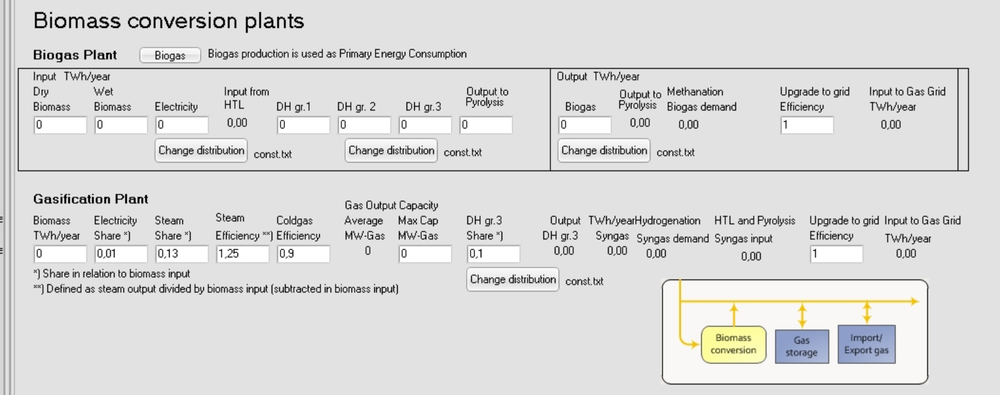 Biomass conversion plants
Biogas Plant Biogas Biogas production is used as Primary Energy Consumption
Input TWh/year
Dry Biomass Wet Biomass Electricity Input from HTL DH gr.1 DH gr. 2 DH gr.3 Output to Pyrolysis
0 0 0 0,00 0 0 0 0
Change distribution const.txt Change distribution const.txt
Output TWh/year
Biogas Output to Pyrolysis Methanation Biogas demand Upgrade to grid Efficiency Input to Gas Grid TWh/year
0 0,00 0,00 1 0,00
Change distribution const.txt
Gasification Plant
Gas Output Capacity
Biomass Electricity Steam Steam Coldgas Average Max Cap DH gr.3 Output TWh/year Hydrogenation HTL and Pyrolysis Upgrade to grid Input to Gas Grid
TWh/year Share *) Share *) Efficiency **) Efficiency MW-Gas MW-Gas Share *) DH gr.3 Syngas Syngas demand Syngas input Efficiency TWh/year
0 0,01 0,13 1,25 0,9 0 0 0,1 0,00 0,00 0,00 0,00 1 0,00
*) Share in relation to biomass input
**) Defined as steam output divided by biomass input (subtracted in biomass input)
Change distribution const.txt
Biomass conversion
Gas storage
Import/ Export gas